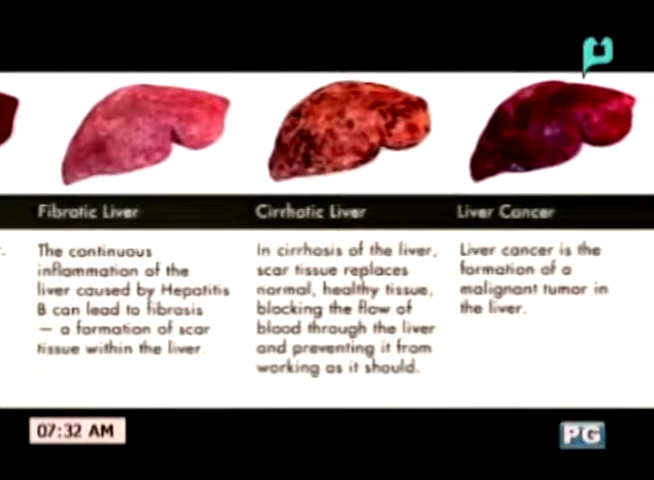 Fibrotic Liver
The continuous
inflammation of the
liver caused by Hepatitis
B can lead to fibrosis
— a formation of scar
tissue within the liver.
Cirrhotic Liver
In cirrhosis of the liver,
scar tissue replaces
normal, healthy tissue,
blocking the flow of
blood through the liver
and preventing it from
working as it should.
Liver Cancer
Liver cancer is the
formation of a
malignant tumor in
the liver.
07:32 AM
PG